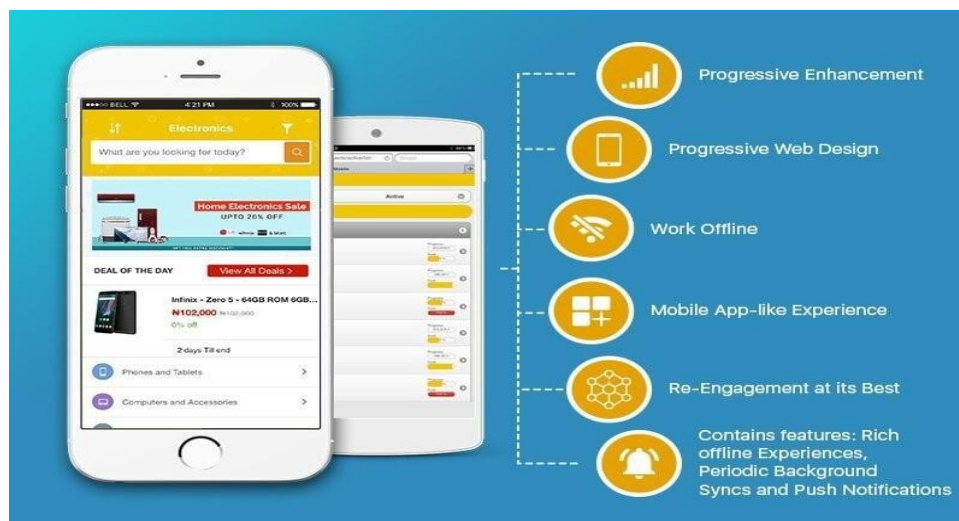 ●●●○○ BELL
4:21 PM
100%
Electronics
What are you looking for today?
Home Electronics Sale
UPTO 20% OFF
DEAL OF THE DAY
View All Deals >
Infinix - Zero 5 - 64GB ROM 6GB...
₦102,000 ₦102,000
0% off
2 days Till end
Phones and Tablets
Computers and Accessories
Active
Progressive Enhancement
Progressive Web Design
Work Offline
Mobile App-like Experience
Re-Engagement at its Best
Contains features: Rich
offline Experiences,
Periodic Background
Syncs and Push Notifications